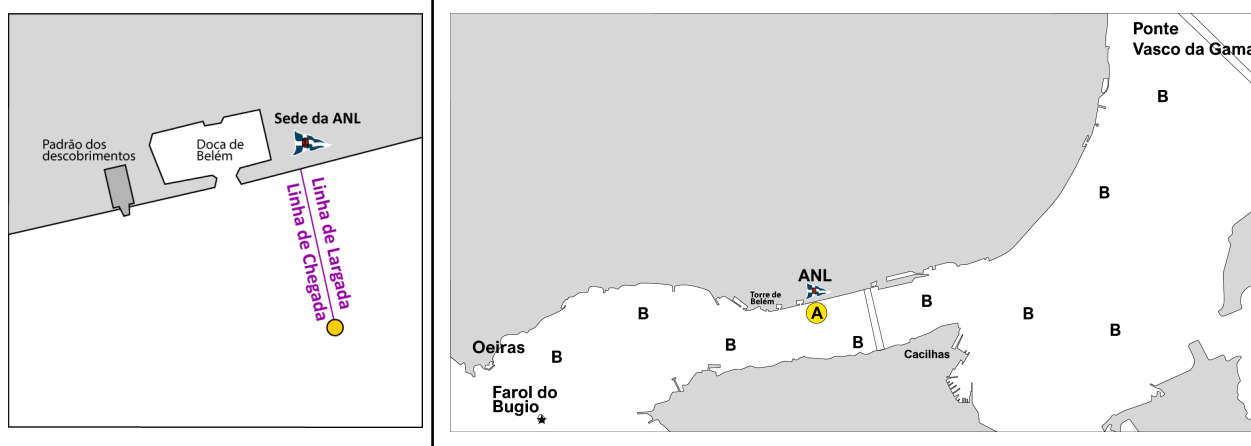 Sede da ANL
Padrão dos
descobrimentos
Doca de
Belém
Linha de Largada
Linha de Chegada
Ponte
Vasco da Gama
B
B
ANL
Torre de
Belém
A
B
B
B
B
B
B
Oeiras
B
Cacilhas
Farol do
Bugio